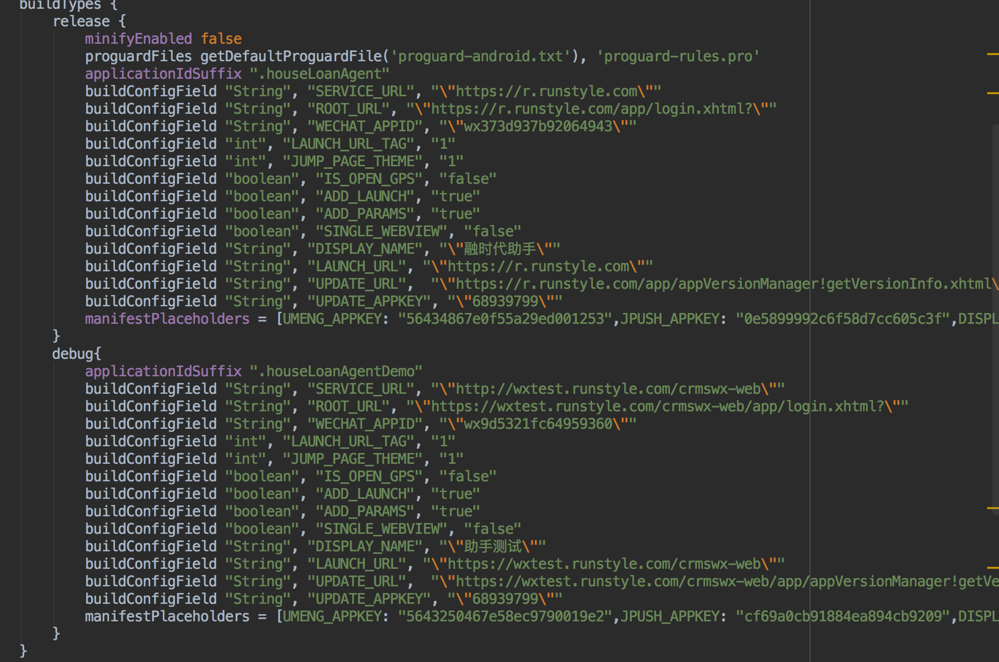 buildTypes {
release {
minifyEnabled false
proguardFiles getDefaultProguardFile('proguard-android.txt'), 'proguard-rules.pro'
applicationIdSuffix ".houseLoanAgent"
buildConfigField "String", "SERVICE_URL", "\"https://r.runstyle.com\""
buildConfigField "String", "ROOT_URL", "\"https://r.runstyle.com/app/login.xhtml?\""
buildConfigField "String", "WECHAT_APPID", "\"wx373d937b92064943\""
buildConfigField "int", "LAUNCH_URL_TAG", "1"
buildConfigField "int", "JUMP_PAGE_THEME", "1"
buildConfigField "boolean", "IS_OPEN_GPS", "false"
buildConfigField "boolean", "ADD_LAUNCH", "true"
buildConfigField "boolean", "ADD_PARAMS", "true"
buildConfigField "boolean", "SINGLE_WEBVIEW", "false"
buildConfigField "String", "DISPLAY_NAME", "\"融时代助手\""
buildConfigField "String", "LAUNCH_URL", "\"https://r.runstyle.com\""
buildConfigField "String", "UPDATE_URL",  "\"https://r.runstyle.com/app/appVersionManager!getVersionInfo.xhtml\
buildConfigField "String", "UPDATE_APPKEY", "\"68939799\""
manifestPlaceholders = [UMENG_APPKEY: "56434867e0f55a29ed001253",JPUSH_APPKEY: "0e5899992c6f58d7cc605c3f",DISPL
}
debug{
applicationIdSuffix ".houseLoanAgentDemo"
buildConfigField "String", "SERVICE_URL", "\"http://wxtest.runstyle.com/crmswx-web\""
buildConfigField "String", "ROOT_URL", "\"https://wxtest.runstyle.com/crmswx-web/app/login.xhtml?\""
buildConfigField "String", "WECHAT_APPID", "\"wx9d5321fc64959360\""
buildConfigField "int", "LAUNCH_URL_TAG", "1"
buildConfigField "int", "JUMP_PAGE_THEME", "1"
buildConfigField "boolean", "IS_OPEN_GPS", "false"
buildConfigField "boolean", "ADD_LAUNCH", "true"
buildConfigField "boolean", "ADD_PARAMS", "true"
buildConfigField "boolean", "SINGLE_WEBVIEW", "false"
buildConfigField "String", "DISPLAY_NAME", "\"助手测试\""
buildConfigField "String", "LAUNCH_URL", "\"https://wxtest.runstyle.com/crmswx-web\""
buildConfigField "String", "UPDATE_URL",  "\"https://wxtest.runstyle.com/crmswx-web/app/appVersionManager!getVe
buildConfigField "String", "UPDATE_APPKEY", "\"68939799\""
manifestPlaceholders = [UMENG_APPKEY: "5643250467e58ec9790019e2",JPUSH_APPKEY: "cf69a0cb91884ea894cb9209",DISPL
}
}